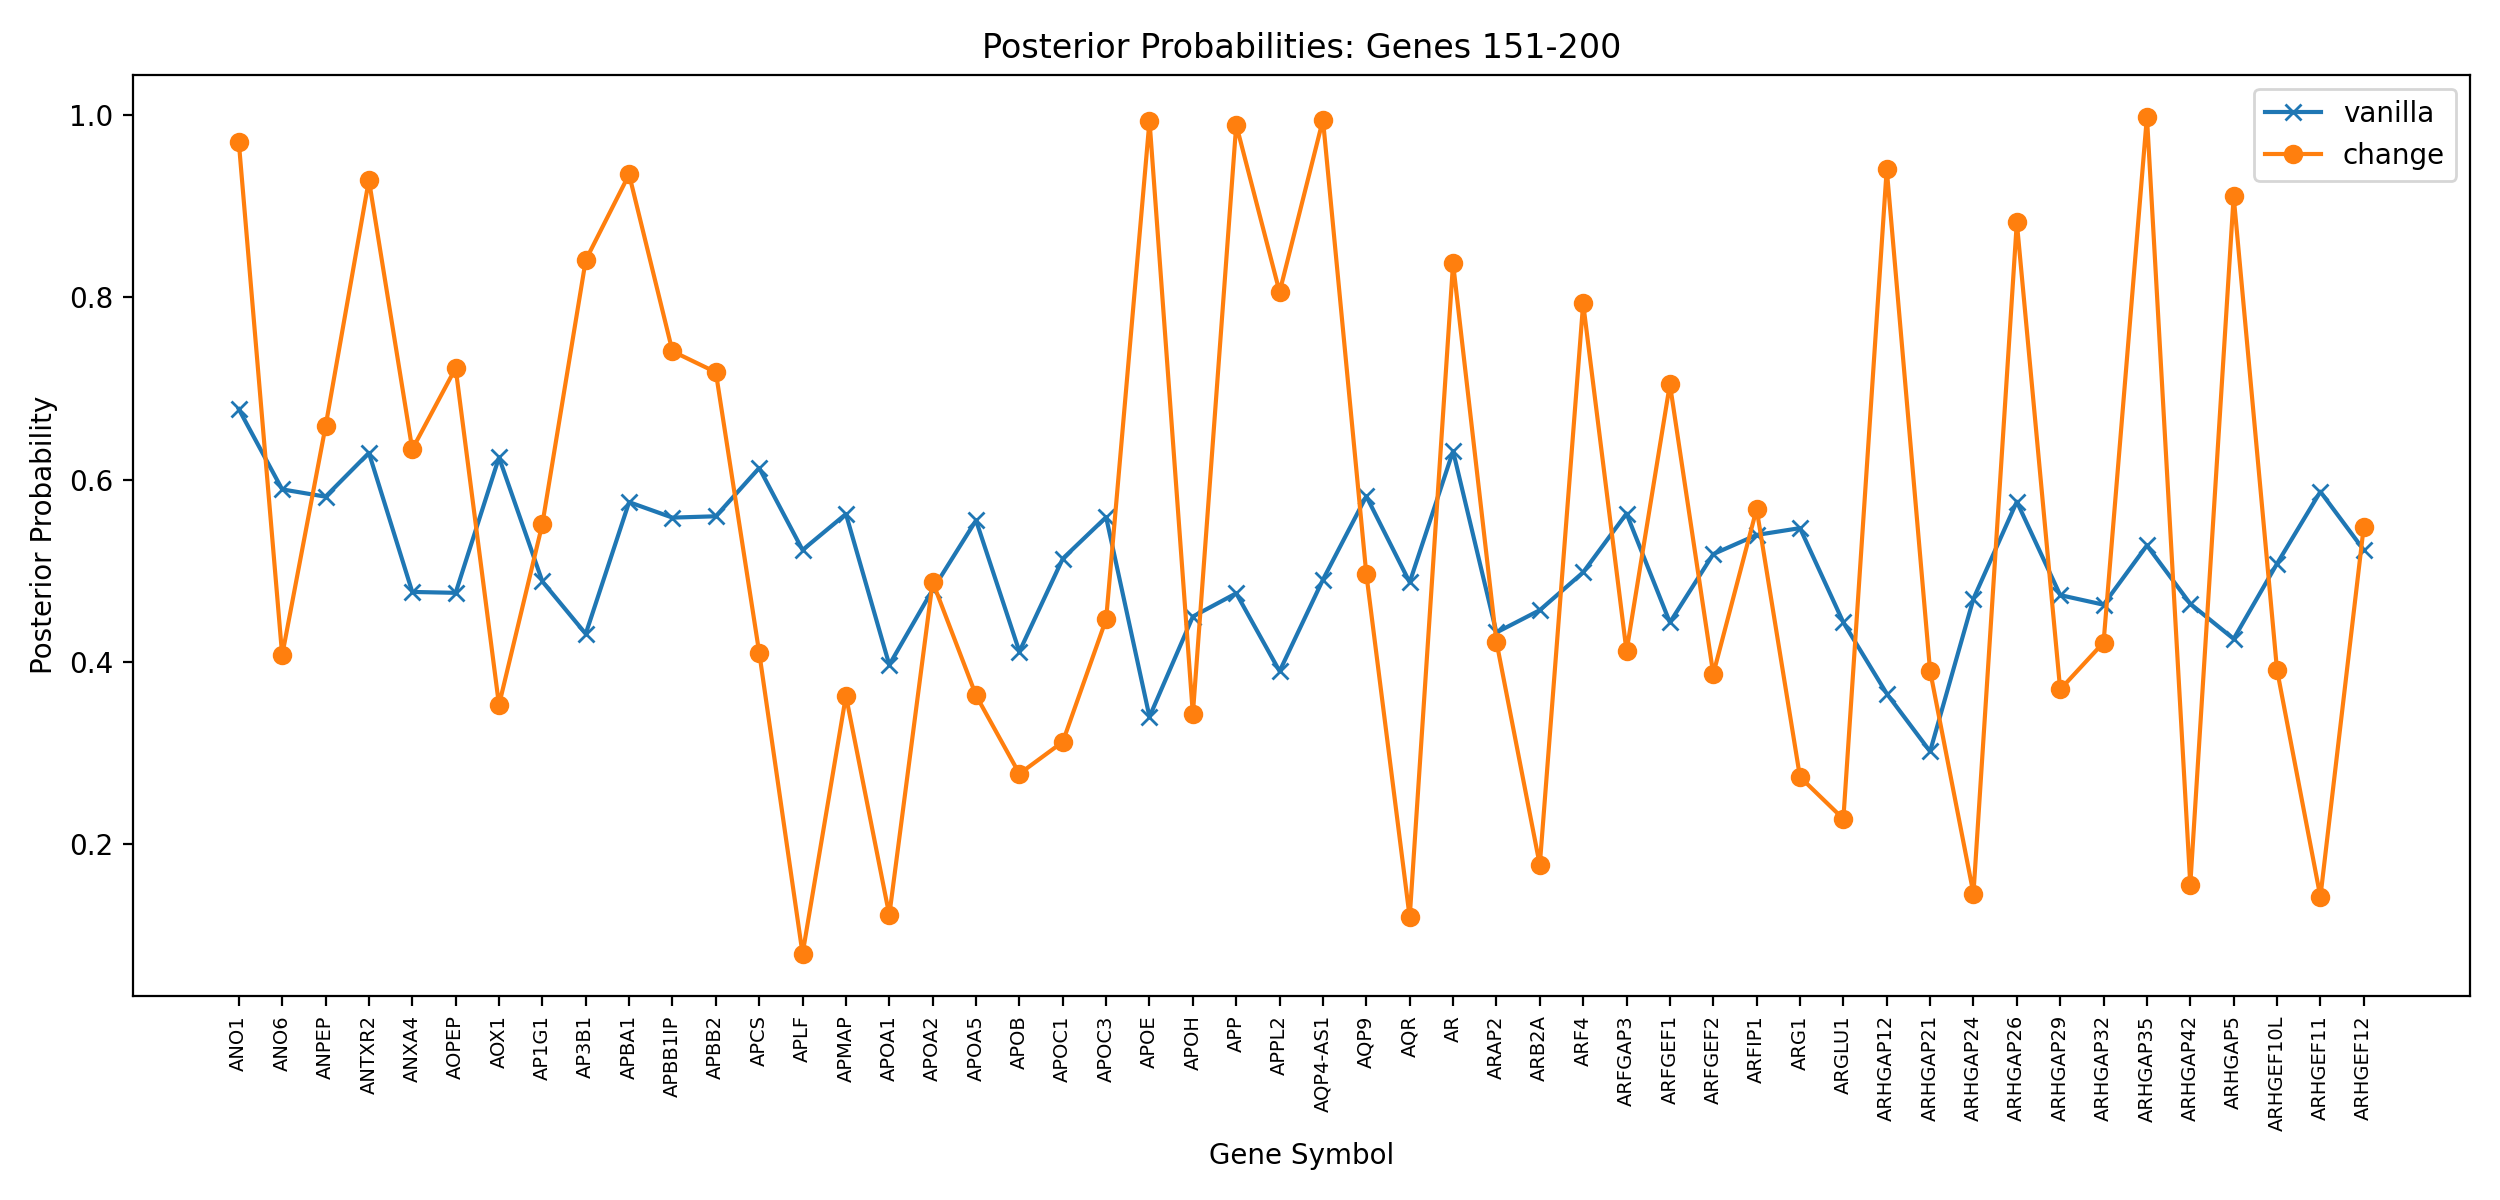 Posterior Probabilities: Genes 151-200
vanilla
change
Posterior Probability
1.0
0.8
0.6
0.4
0.2
ANO1
ANO6
ANPEP
ANTXR2
ANXA4
AOPEP
AOX1
AP1G1
AP3B1
APBA1
APBB1IP
APBB2
APCS
APLF
APMAP
APOA1
APOA2
APOA5
APOB
APOC1
APOC3
APOE
APOH
APP
APPL2
AQP4-AS1
AQP9
AQR
AR
ARAP2
ARB2A
ARF4
ARFGAP3
ARFGEF1
ARFGEF2
ARFIP1
ARG1
ARGLU1
ARHGAP12
ARHGAP21
ARHGAP24
ARHGAP26
ARHGAP29
ARHGAP32
ARHGAP35
ARHGAP42
ARHGAP5
ARHGEF10L
ARHGEF11
ARHGEF12
Gene Symbol